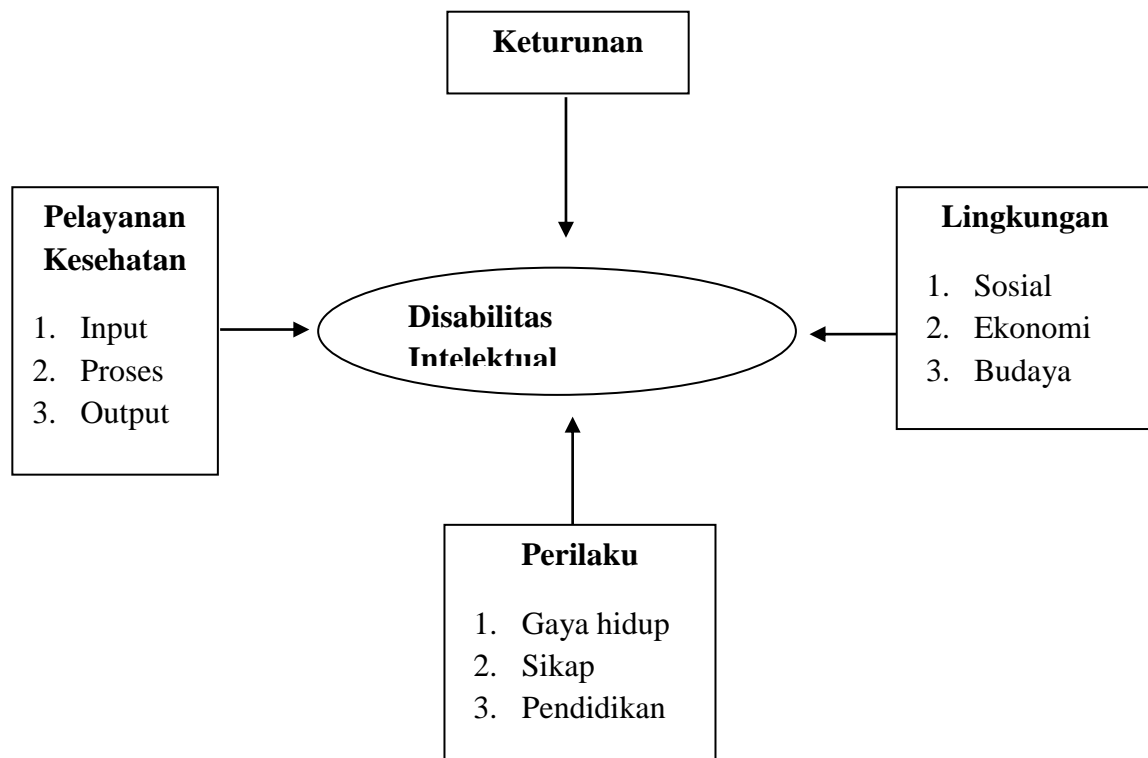 Keturunan
Pelayanan
Kesehatan
1. Input
2. Proses
3. Output
Disabilitas
Intelektual
Lingkungan
1. Sosial
2. Ekonomi
3. Budaya
Perilaku
1. Gaya hidup
2. Sikap
3. Pendidikan